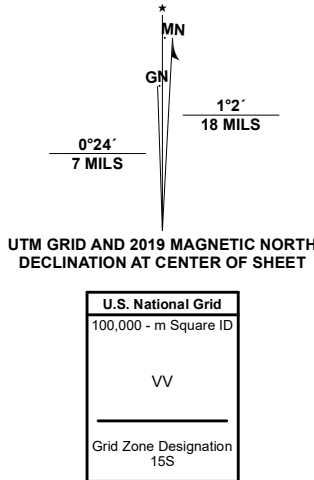 MN
GN
1°2´
18 MILS
0°24´
7 MILS
UTM GRID AND 2019 MAGNETIC NORTH
DECLINATION AT CENTER OF SHEET
U.S. National Grid
100,000 - m Square ID
VV
Grid Zone Designation
15S